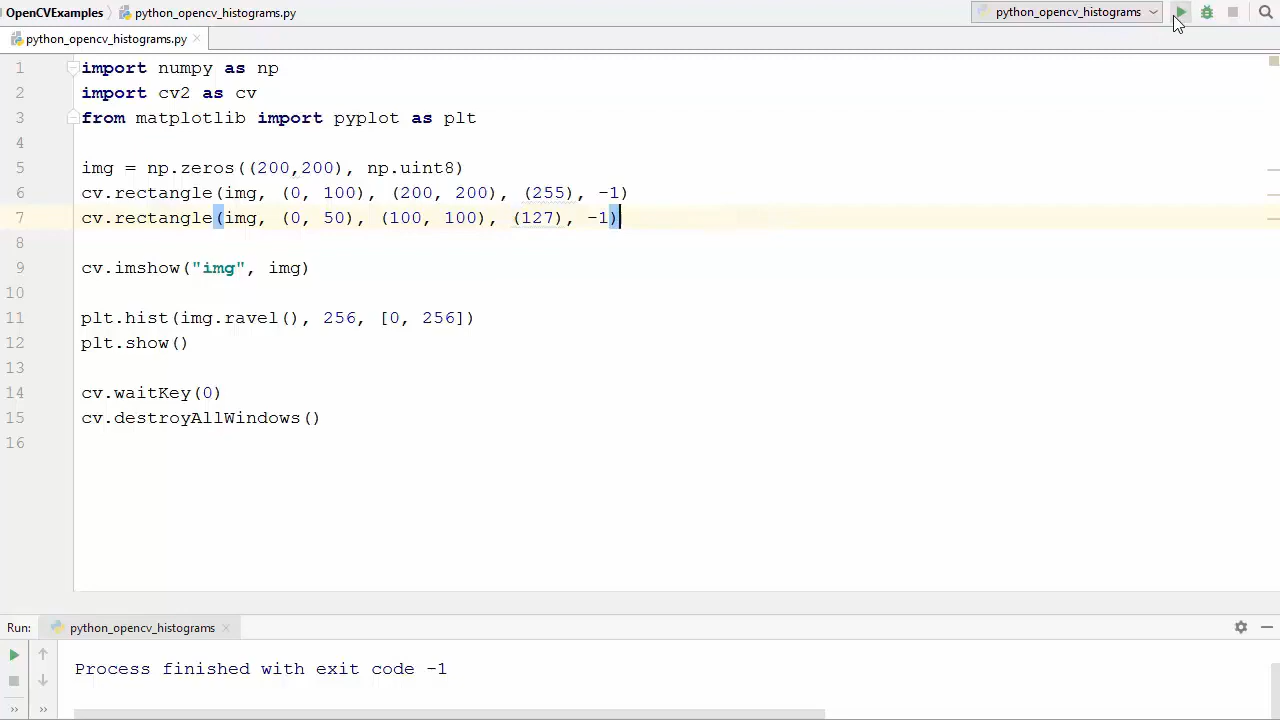 OpenCVExamples python_opencv_histograms.py python_opencv_histograms
python_opencv_histograms.py
1 import numpy as np
2 import cv2 as cv
3 from matplotlib import pyplot as plt
4
5 img = np.zeros((200,200), np.uint8)
6 cv.rectangle(img, (0, 100), (200, 200), (255), -1)
7 cv.rectangle(img, (0, 50), (100, 100), (127), -1)
8
9 cv.imshow("img", img)
10
11 plt.hist(img.ravel(), 256, [0, 256])
12 plt.show()
13
14 cv.waitKey(0)
15 cv.destroyAllWindows()
16
Run: python_opencv_histograms
Process finished with exit code -1